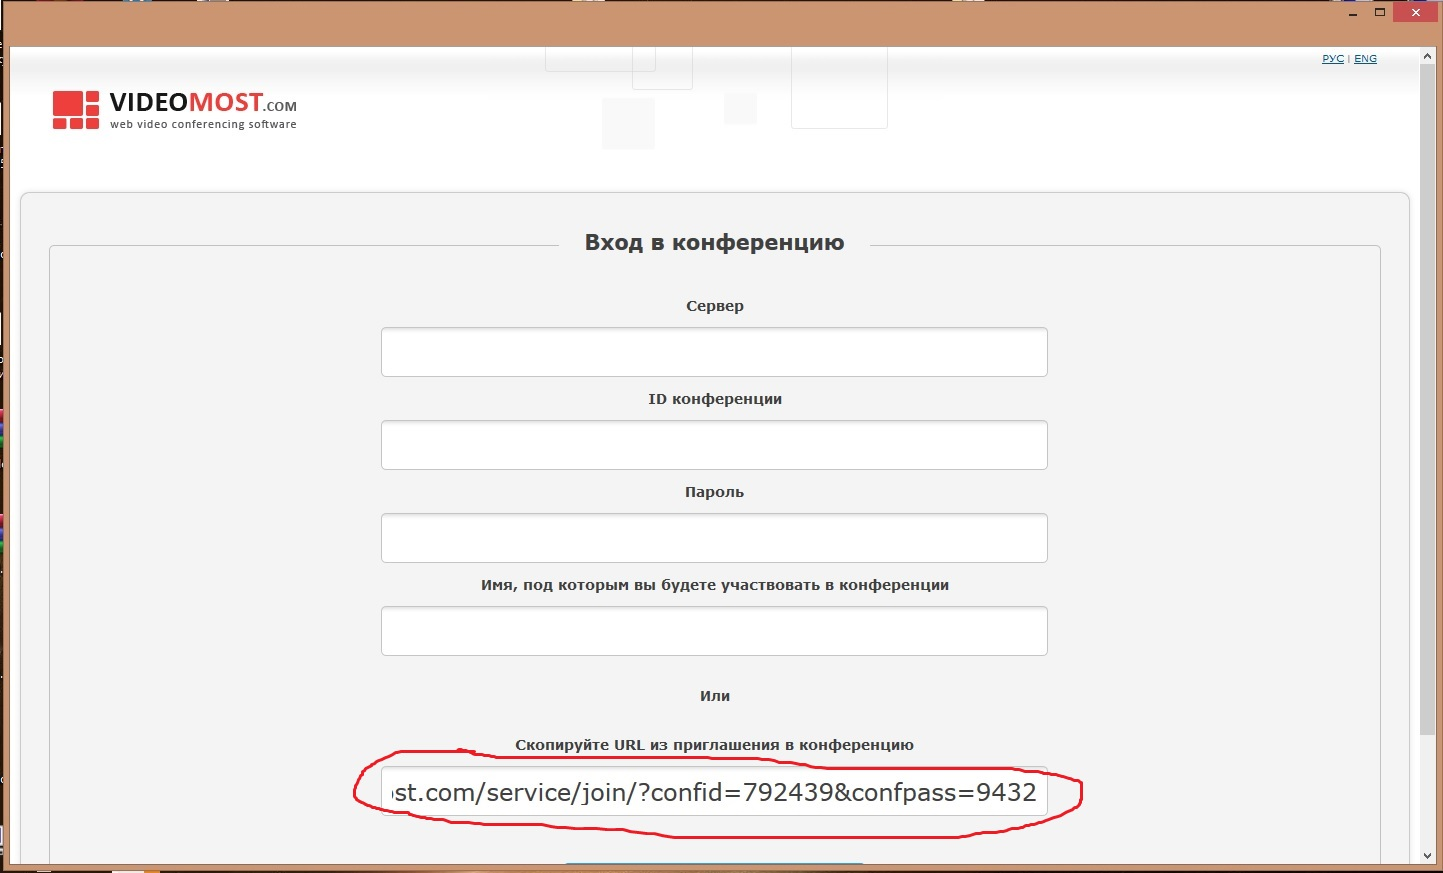 РУС | ENG
VIDEOMOST.COM
web video conferencing software
Вход в конференцию
Сервер
ID конференции
Пароль
Имя, под которым вы будете участвовать в конференции
Или
Скопируйте URL из приглашения в конференцию
ost.com/service/join/?confid=792439&confpass=9432